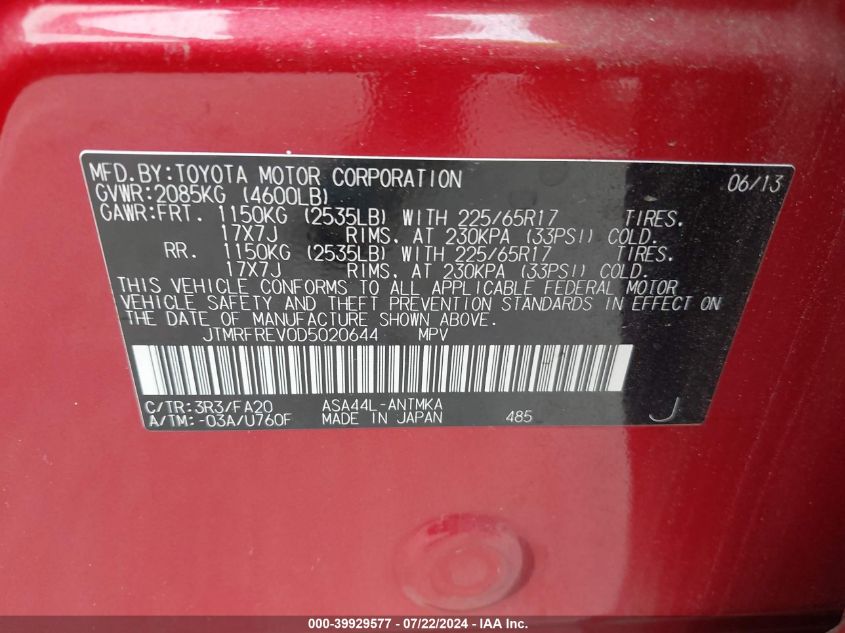 MFD.BY:TOYOTA MOTOR CORPORATION 06/13
GVWR:2085KG (4600LB)
GAWR:FRT. 1150KG (2535LB) WITH 225/65R17 TIRES.
17X7J RIMS. AT 230KPA (33PSI) COLD.
RR. 1150KG (2535LB) WITH 225/65R17 TIRES.
17X7J RIMS. AT 230KPA (33PSI) COLD.
THIS VEHICLE CONFORMS TO ALL APPLICABLE FEDERAL MOTOR
VEHICLE SAFETY AND THEFT PREVENTION STANDARDS IN EFFECT ON
THE DATE OF MANUFACTURE SHOWN ABOVE.
JTMRFREV0D5020644 MPV
C/TR:3R3/FA20 ASA44L-ANTMKA
A/TM:-03A/U760F MADE IN JAPAN 485 J
000-39929577 - 07/22/2024 - IAA Inc.